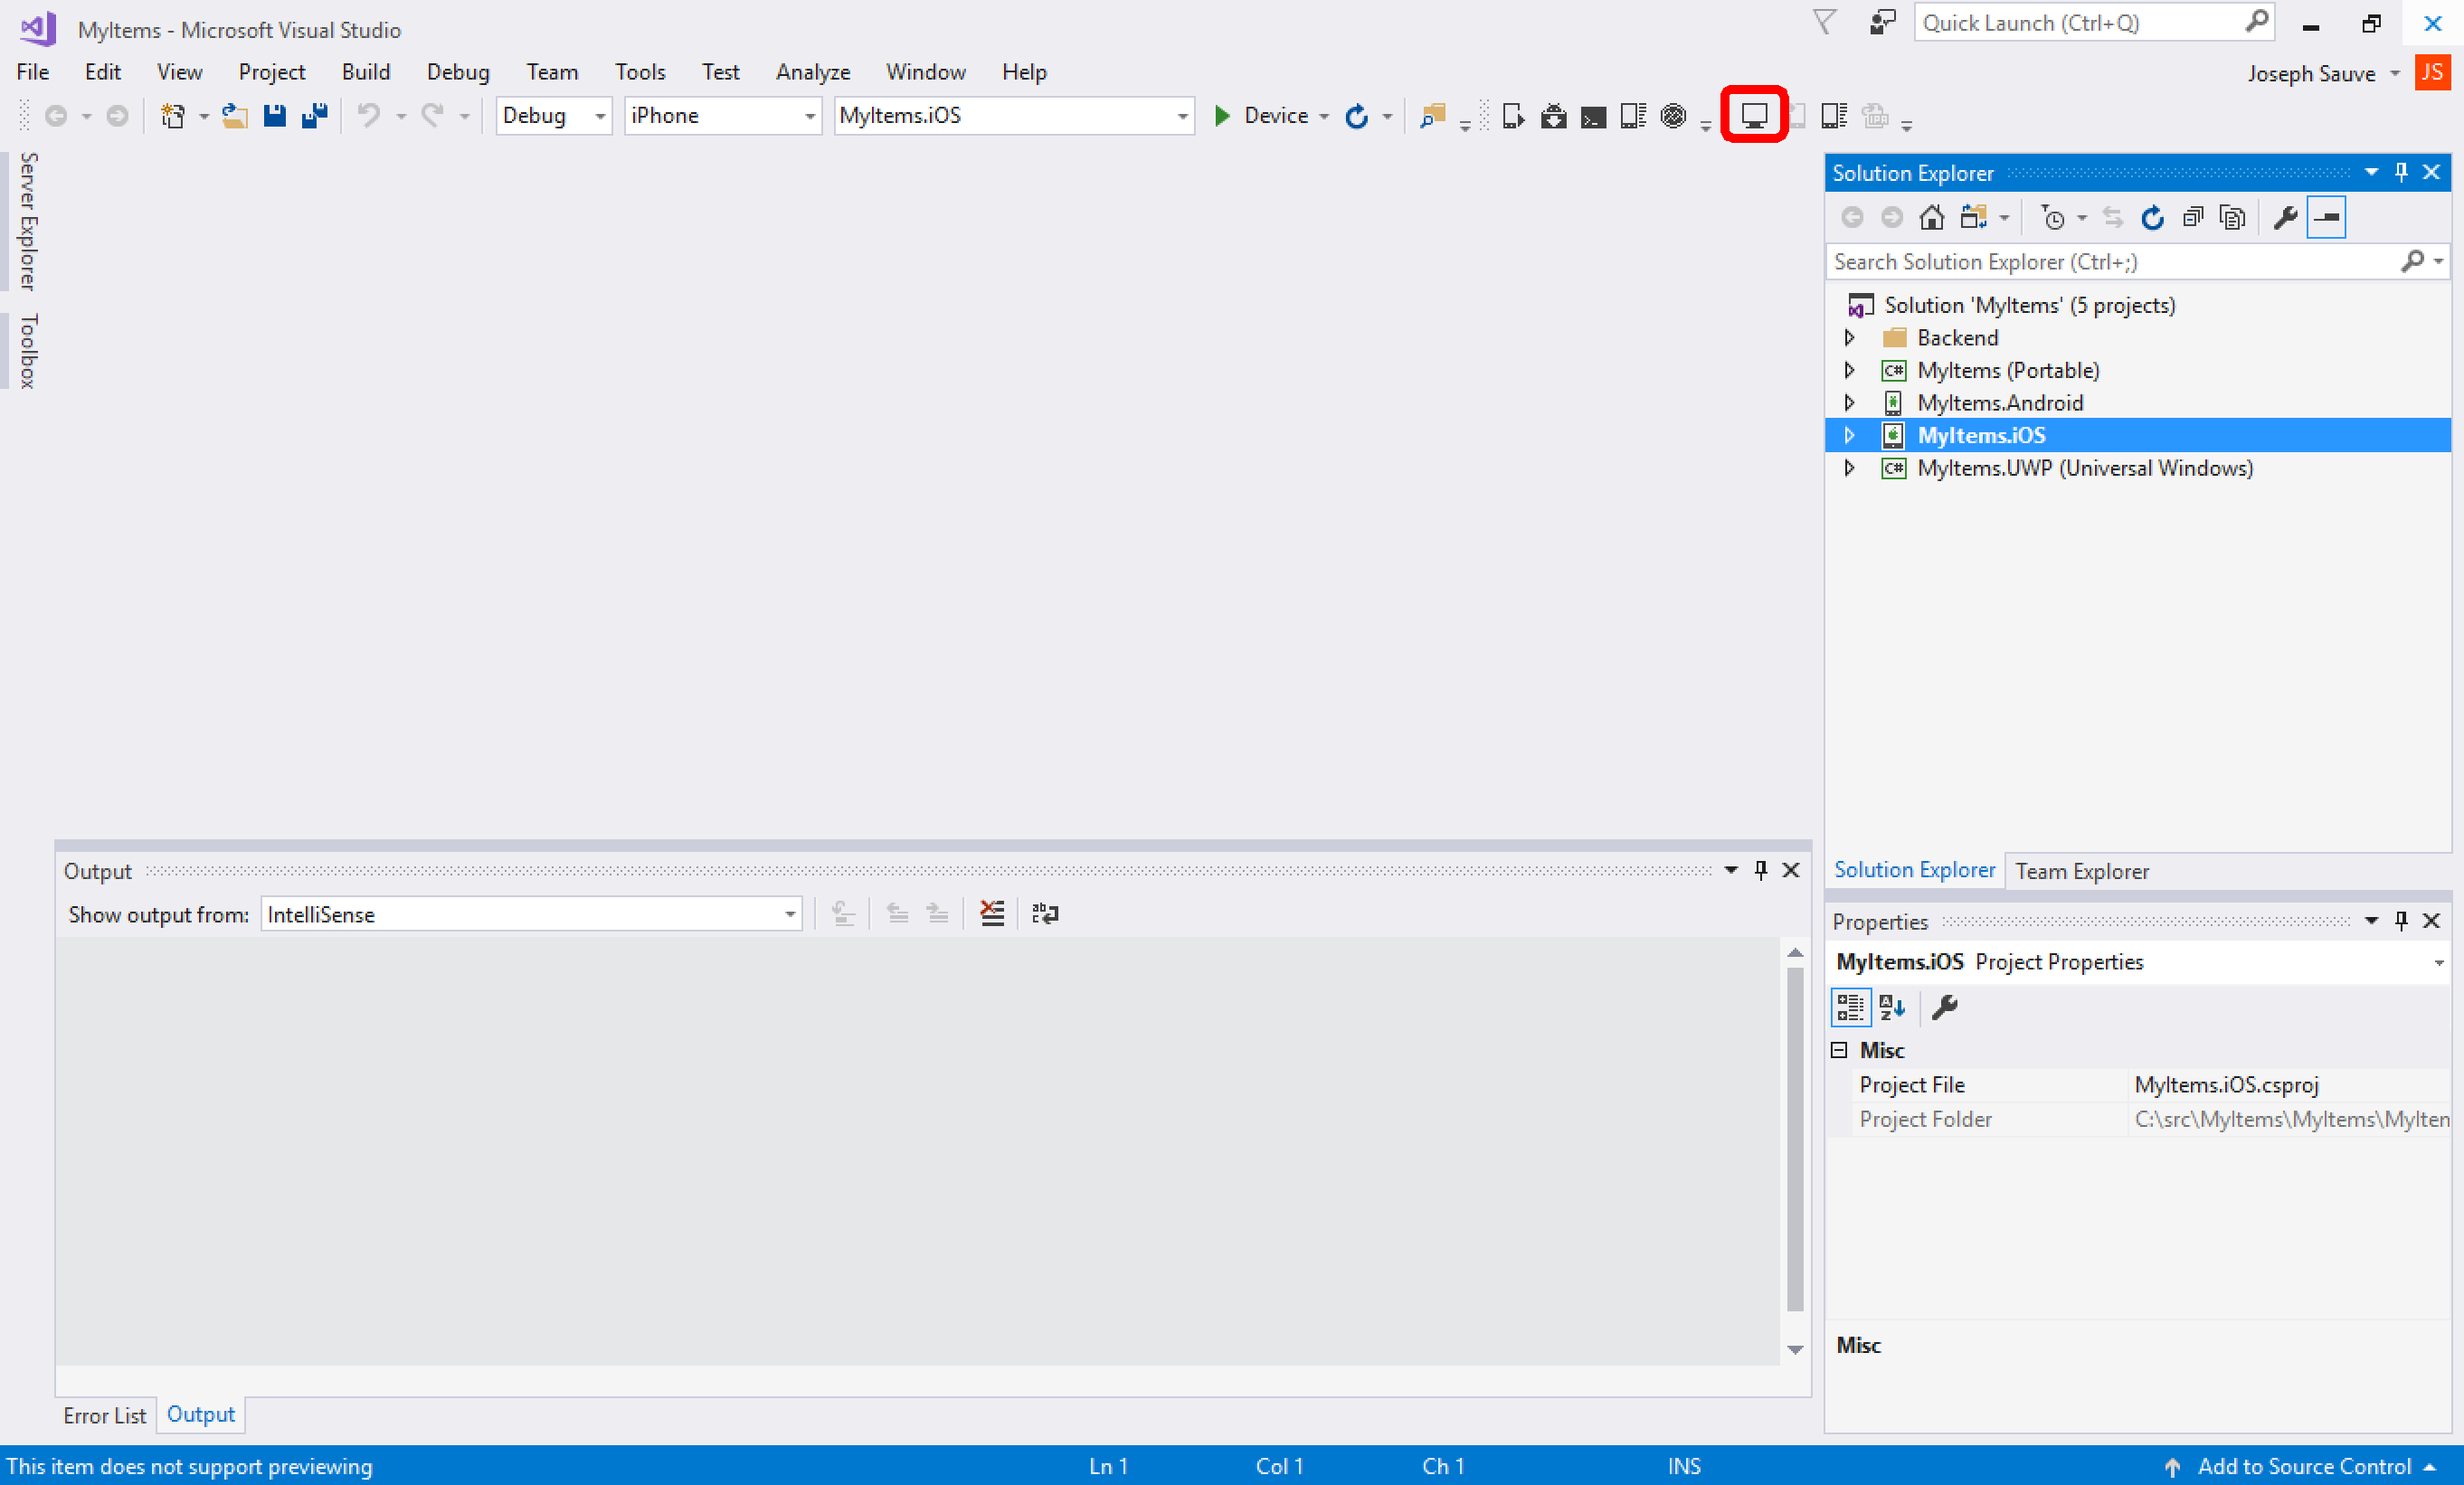 MyItems - Microsoft Visual Studio
Quick Launch (Ctrl+Q)
File Edit View Project Build Debug Team Tools Test Analyze Window Help
Joseph Sauve JS
Debug iPhone MyItems.iOS Device
Server Explorer
Toolbox
Solution Explorer
Search Solution Explorer (Ctrl+;)
Solution 'MyItems' (5 projects)
Backend
MyItems (Portable)
MyItems.Android
MyItems.iOS
MyItems.UWP (Universal Windows)
Solution Explorer Team Explorer
Output
Show output from: IntelliSense
Properties
MyItems.iOS Project Properties
Misc
Project File MyItems.iOS.csproj
Project Folder C:\src\MyItems\MyItems\MyIten
Misc
Error List Output
This item does not support previewing Ln 1 Col 1 Ch 1 INS Add to Source Control